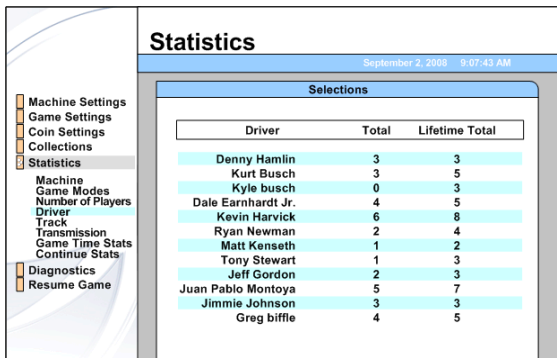 Statistics
September 2, 2008 9:07:43 AM
Machine Settings
Game Settings
Coin Settings
Collections
Statistics
Machine
Game Modes
Number of Players
Driver
Track
Transmission
Game Time Stats
Continue Stats
Diagnostics
Resume Game
Selections
Driver Total Lifetime Total
Denny Hamlin 3 3
Kurt Busch 3 5
Kyle busch 0 3
Dale Earnhardt Jr. 4 5
Kevin Harvick 6 8
Ryan Newman 2 4
Matt Kenseth 1 2
Tony Stewart 1 3
Jeff Gordon 2 3
Juan Pablo Montoya 5 7
Jimmie Johnson 3 3
Greg biffle 4 5